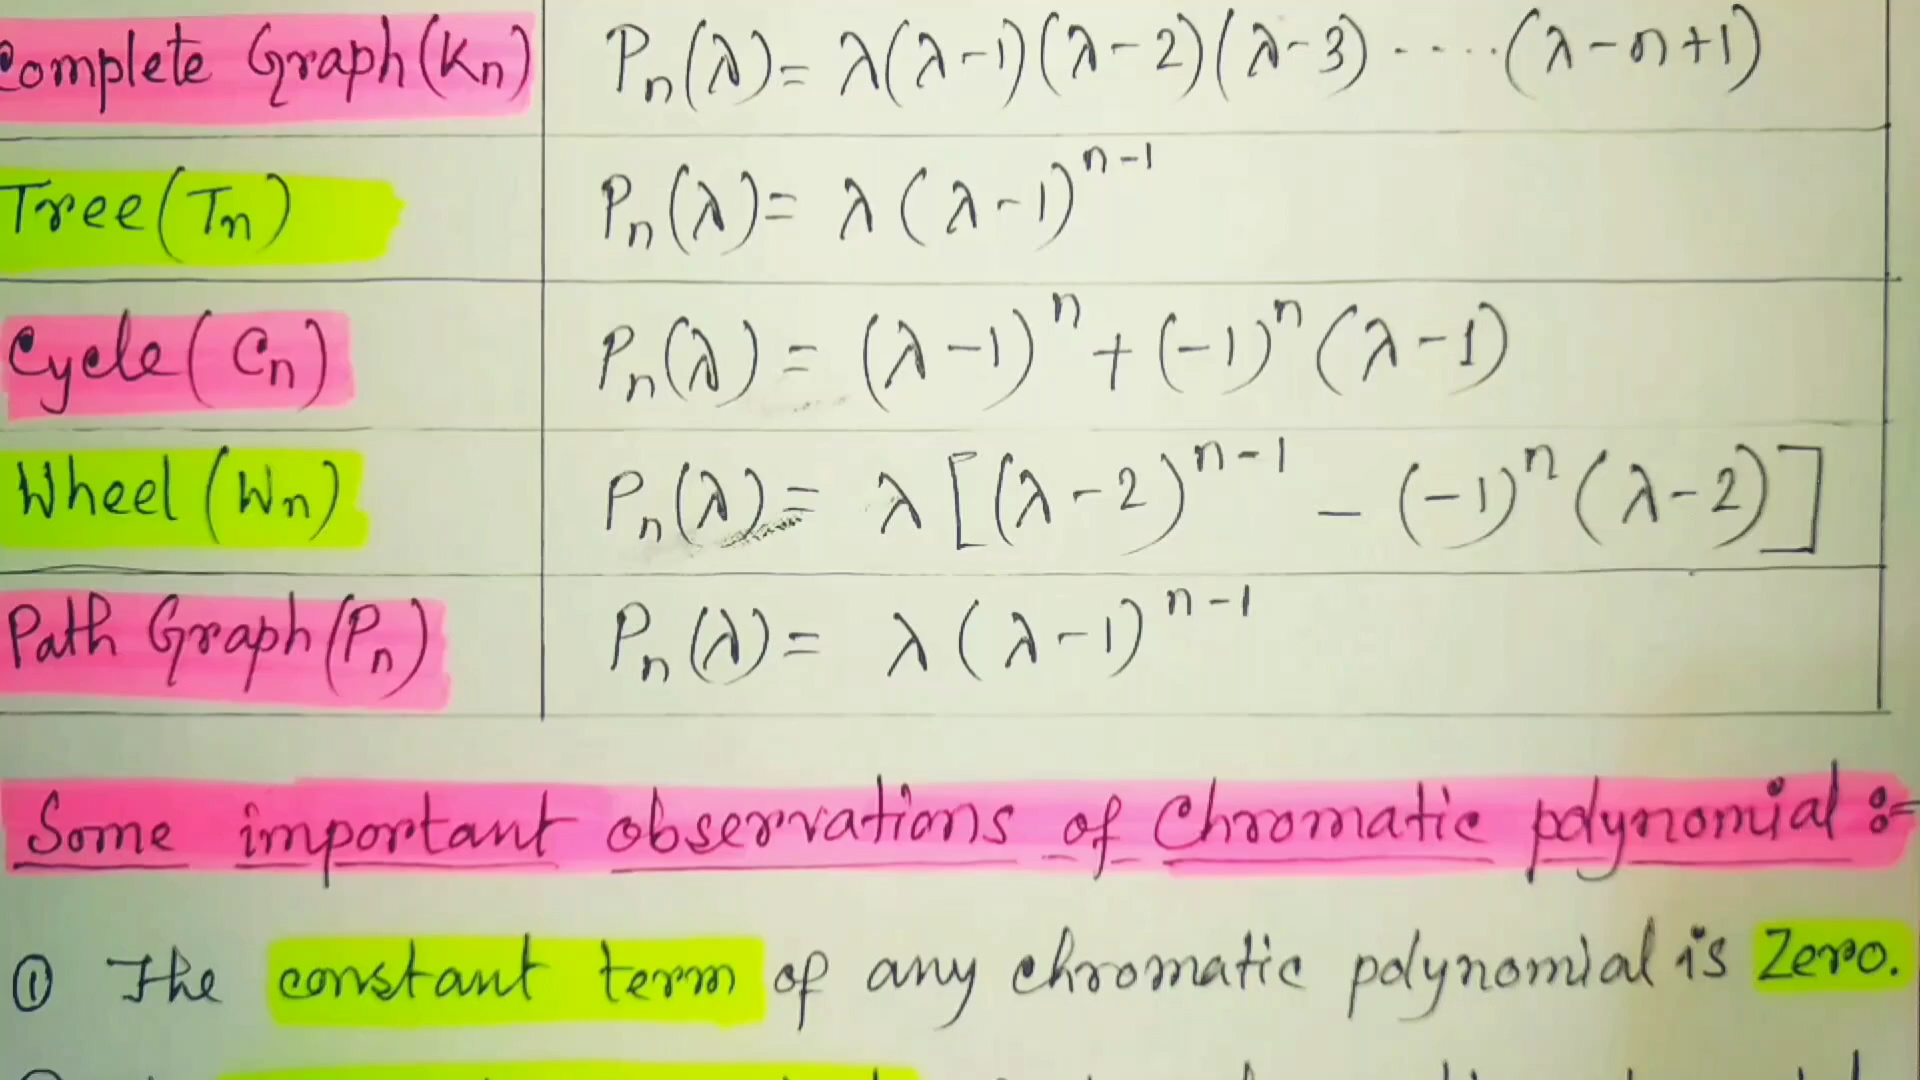 Complete Graph (Kn) Pn(λ) = λ(λ-1)(λ-2)(λ-3) ----- (λ-n+1)
Tree (Tn) Pn(λ) = λ(λ-1)^n-1
Cycle (Cn) Pn(λ) = (λ-1)^n + (-1)^n (λ-1)
Wheel (Wn) Pn(λ) = λ[(λ-2)^n-1 - (-1)^n (λ-2)]
Path Graph (Pn) Pn(λ) = λ(λ-1)^n-1
Some important observations of Chromatic polynomial :-
① The constant term of any chromatic polynomial is Zero.